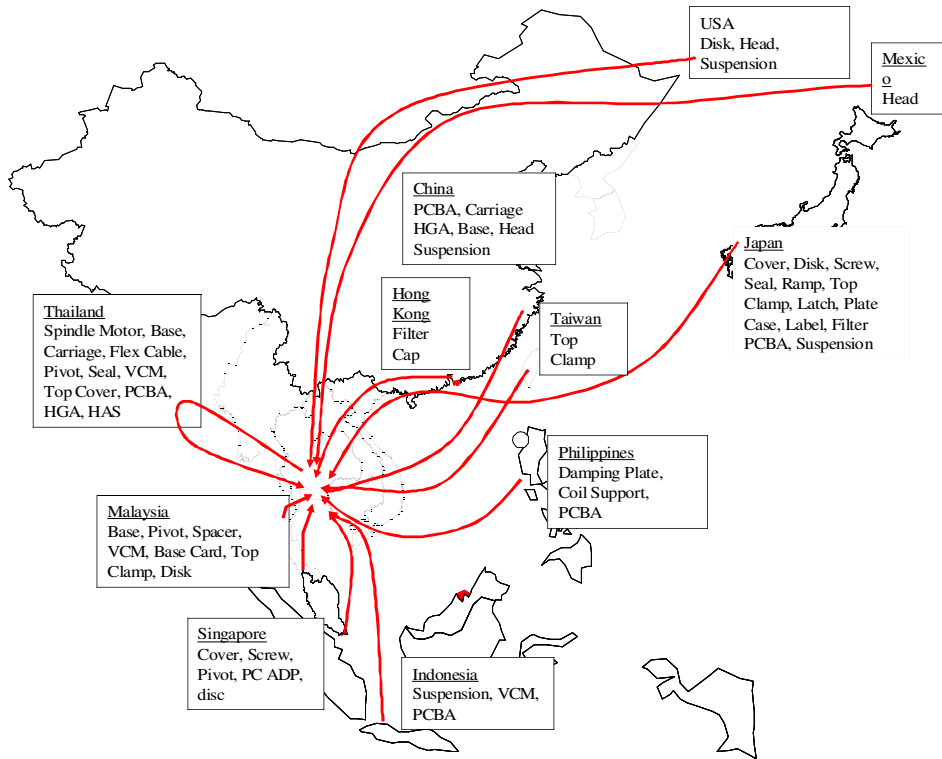 USA
Disk, Head,
Suspension
Mexic
o
Head
China
PCBA, Carriage
HGA, Base, Head
Suspension
Japan
Cover, Disk, Screw,
Seal, Ramp, Top
Clamp, Latch, Plate
Case, Label, Filter
PCBA, Suspension
Hong
Kong
Filter
Cap
Taiwan
Top
Clamp
Thailand
Spindle Motor, Base,
Carriage, Flex Cable,
Pivot, Seal, VCM,
Top Cover, PCBA,
HGA, HAS
Philippines
Damping Plate,
Coil Support,
PCBA
Malaysia
Base, Pivot, Spacer,
VCM, Base Card, Top
Clamp, Disk
Singapore
Cover, Screw,
Pivot, PC ADP,
disc
Indonesia
Suspension, VCM,
PCBA